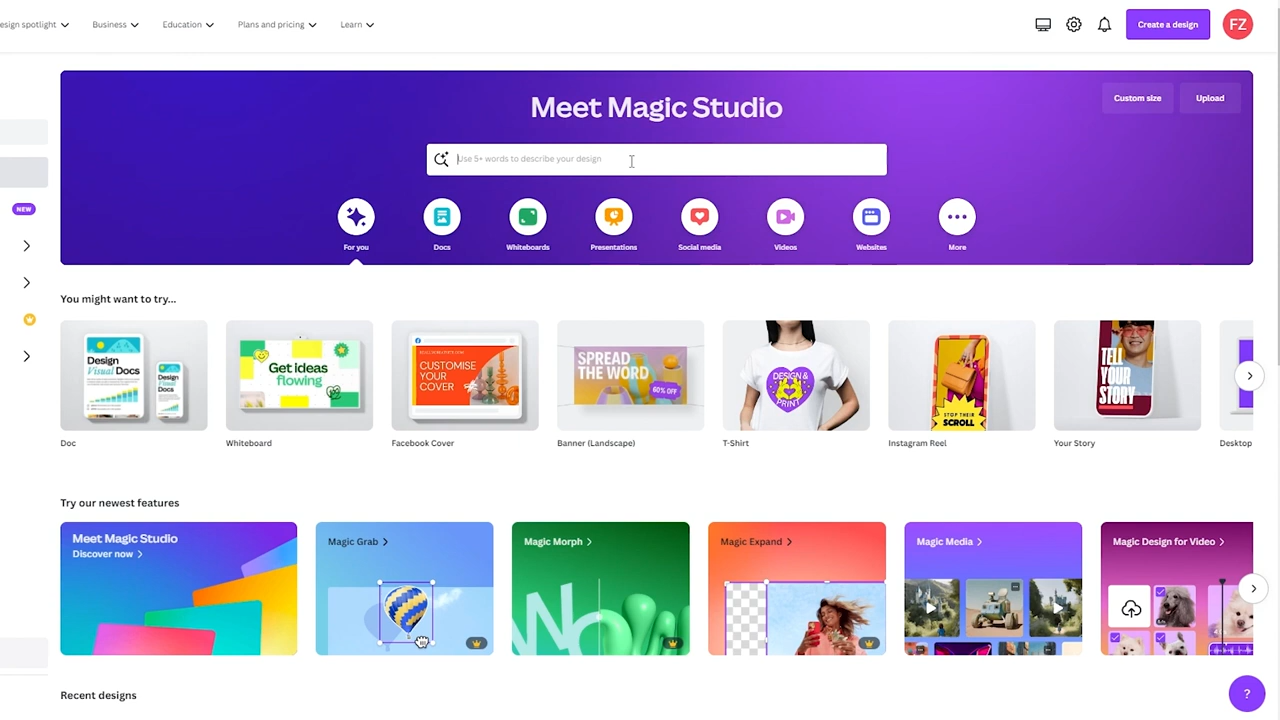 esign spotlight
Business
Education
Plans and pricing
Learn
Create a design
FZ
Meet Magic Studio
Custom size
Upload
Use 5+ words to describe your design
For you
Docs
Whiteboards
Presentations
Social media
Videos
Websites
More
NEW
You might want to try...
Design
Visual Docs
Design
Visual
Docs
Get ideas
flowing
CUSTOMISE
YOUR
COVER
SPREAD
THE WORD
60% OFF
DESIGN &
PRINT
STOP THEIR
SCROLL
TELL
YOUR
STORY
Doc
Whiteboard
Facebook Cover
Banner (Landscape)
T-Shirt
Instagram Reel
Your Story
Desktop
Try our newest features
Meet Magic Studio
Discover now
Magic Grab
Magic Morph
Magic Expand
Magic Media
Magic Design for Video
Recent designs
?